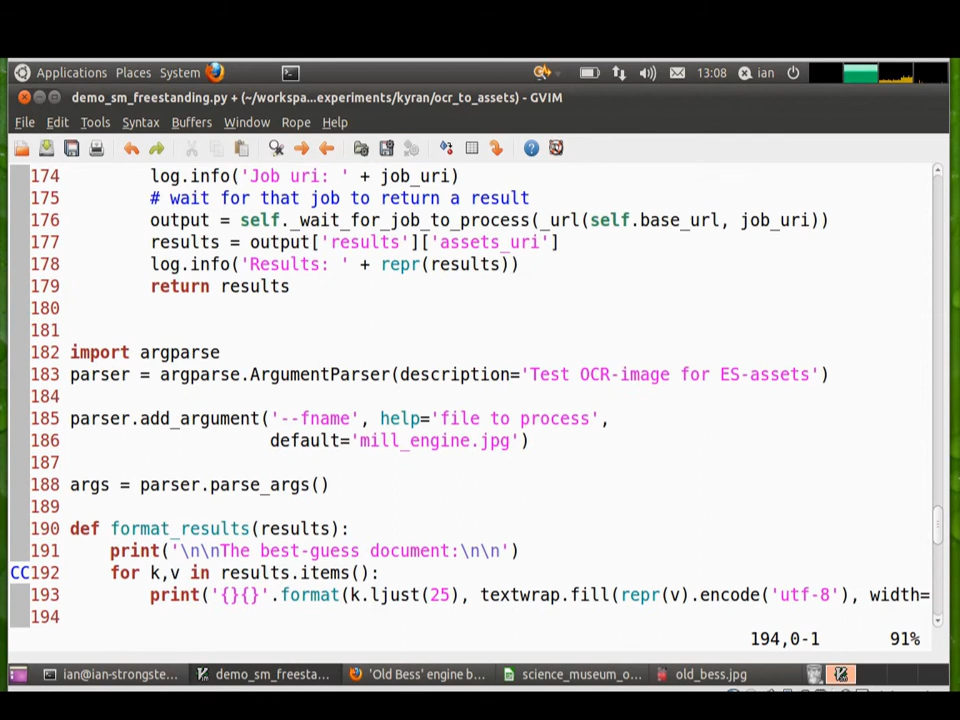 Applications Places System 13:08 ian
demo_sm_freestanding.py + (~/workspa...experiments/kyran/ocr_to_assets) - GVIM
File Edit Tools Syntax Buffers Window Rope Help
174 log.info('Job uri: ' + job_uri)
175 # wait for that job to return a result
176 output = self._wait_for_job_to_process(_url(self.base_url, job_uri))
177 results = output['results']['assets_uri']
178 log.info('Results: ' + repr(results))
179 return results
180
181
182 import argparse
183 parser = argparse.ArgumentParser(description='Test OCR-image for ES-assets')
184
185 parser.add_argument('--fname', help='file to process',
186 default='mill_engine.jpg')
187
188 args = parser.parse_args()
189
190 def format_results(results):
191 print('\n\nThe best-guess document:\n\n')
CC192 for k,v in results.items():
193 print('{}{}'.format(k.ljust(25), textwrap.fill(repr(v).encode('utf-8'), width=
194
194,0-1 91%
ian@ian-strongste... demo_sm_freesta... 'Old Bess' engine b... science_museum_o... old_bess.jpg